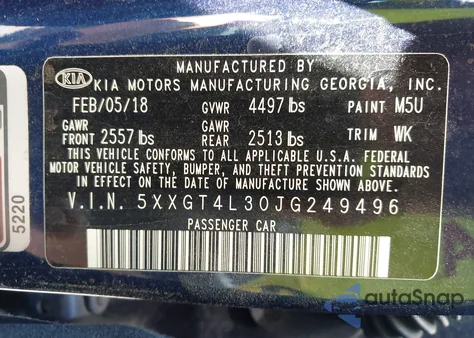 MANUFACTURED BY
KIA KIA MOTORS MANUFACTURING GEORGIA, INC.
FEB/05/18 GVWR 4497 lbs PAINT M5U
GAWR FRONT 2557 lbs GAWR REAR 2513 lbs TRIM WK
THIS VEHICLE CONFORMS TO ALL APPLICABLE U.S.A. FEDERAL
MOTOR VEHICLE SAFETY, BUMPER, AND THEFT PREVENTION STANDARDS
IN EFFECT ON THE DATE OF MANUFACTURE SHOWN ABOVE.
V.I.N. 5XXGT4L30JG249496
PASSENGER CAR
5220
autoSnap